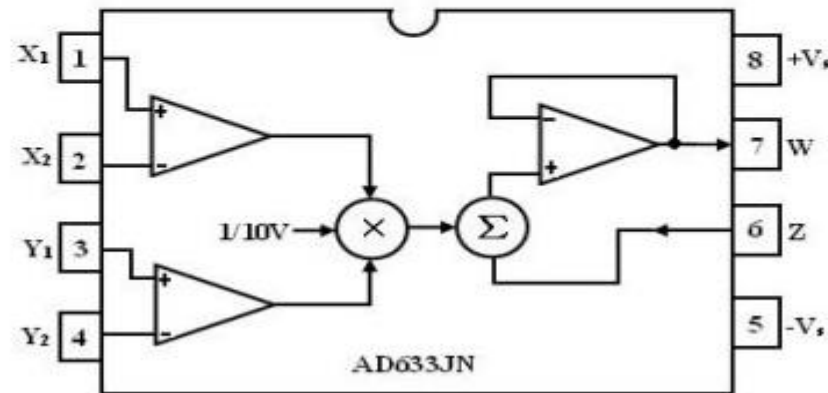 X₁ 1
8 +Vₛ
+
-
X₂ 2
-
+
7 W
1/10V
×
Σ
Y₁ 3
6 Z
+
-
Y₂ 4
5 -Vₛ
AD633JN